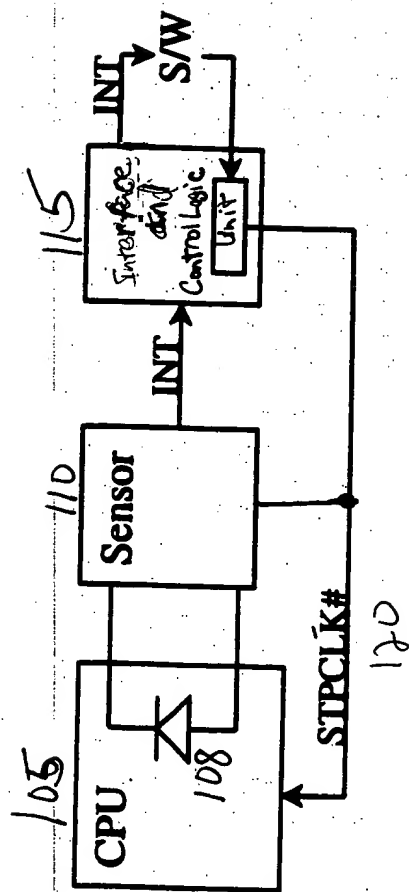 105
CPU
108
110
Sensor
INT
115
Interface
and
Control Logic
Unit
INT
S/W
STPCLK#
120